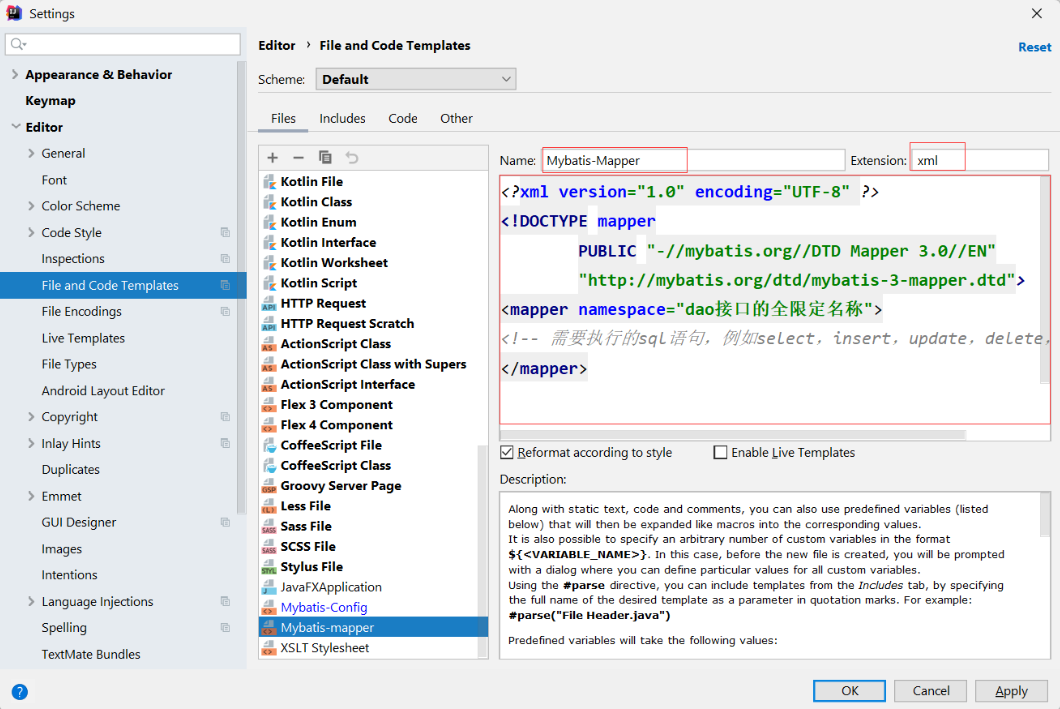 Settings
Appearance & Behavior
Keymap
Editor
General
Font
Color Scheme
Code Style
Inspections
File and Code Templates
File Encodings
Live Templates
File Types
Android Layout Editor
Copyright
Inlay Hints
Duplicates
Emmet
GUI Designer
Images
Intentions
Language Injections
Spelling
TextMate Bundles
Editor › File and Code Templates
Reset
Scheme: Default
Files Includes Code Other
Kotlin File
Kotlin Class
Kotlin Enum
Kotlin Interface
Kotlin Worksheet
Kotlin Script
HTTP Request
HTTP Request Scratch
ActionScript Class
ActionScript Class with Supers
ActionScript Interface
Flex 3 Component
Flex 4 Component
CoffeeScript File
CoffeeScript Class
Groovy Server Page
Less File
Sass File
SCSS File
Stylus File
JavaFXApplication
Mybatis-Config
Mybatis-mapper
XSLT Stylesheet
Name: Mybatis-Mapper Extension: xml
<?xml version="1.0" encoding="UTF-8" ?>
<!DOCTYPE mapper
PUBLIC "-//mybatis.org//DTD Mapper 3.0//EN"
"http://mybatis.org/dtd/mybatis-3-mapper.dtd">
<mapper namespace="dao接口的全限定名称">
<!-- 需要执行的sql语句，例如select，insert，update，delete，
</mapper>
Reformat according to style Enable Live Templates
Description:
Along with static text, code and comments, you can also use predefined variables (listed
below) that will then be expanded like macros into the corresponding values.
It is also possible to specify an arbitrary number of custom variables in the format
${<VARIABLE_NAME>}. In this case, before the new file is created, you will be prompted
with a dialog where you can define particular values for all custom variables.
Using the #parse directive, you can include templates from the Includes tab, by specifying
the full name of the desired template as a parameter in quotation marks. For example:
#parse("File Header.java")
Predefined variables will take the following values:
?
OK Cancel Apply